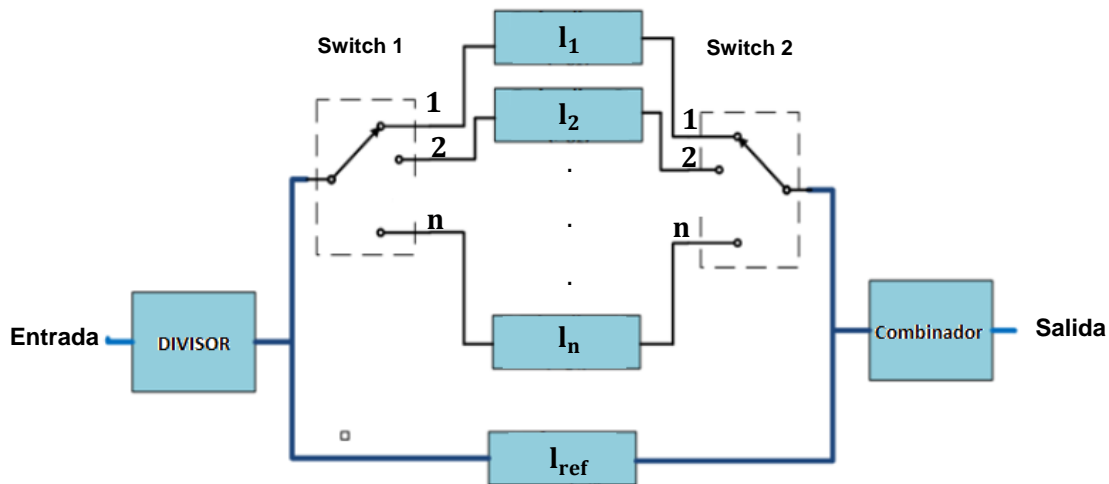 Switch 1
l1
Switch 2
1
l2
1
2
2
n
n
Entrada
DIVISOR
ln
Combinador
Salida
lref